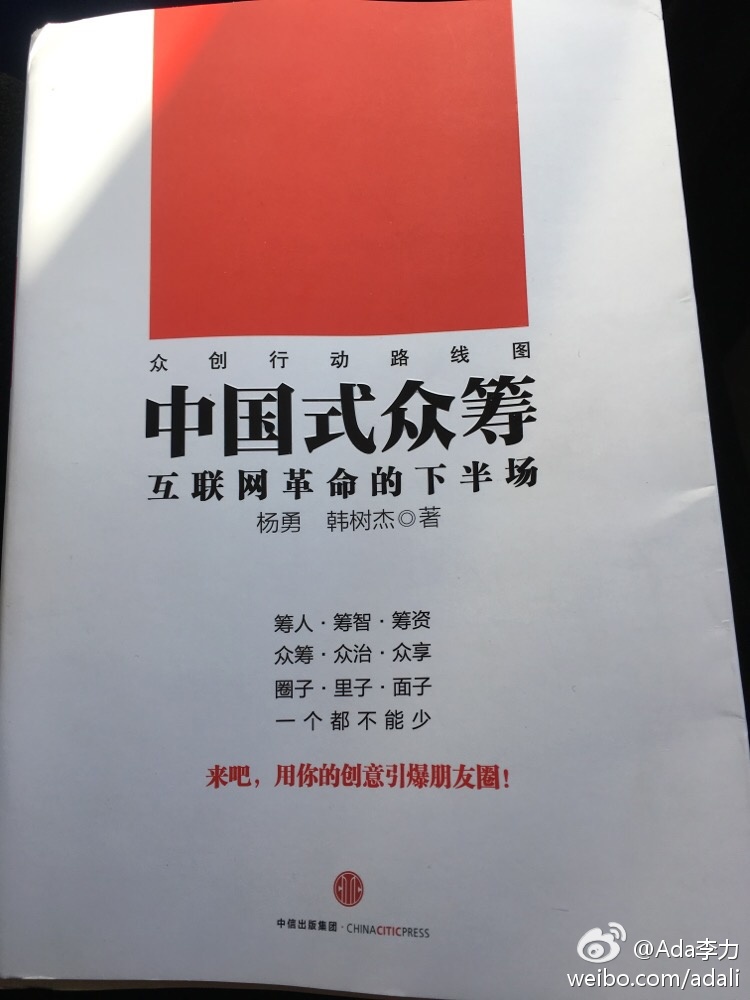 众创行动路线图
中国式众筹
互联网革命的下半场
杨勇 韩树杰◎著
筹人·筹智·筹资
众筹·众治·众享
圈子·里子·面子
一个都不能少
来吧，用你的创意引爆朋友圈！
中信出版集团·CHINACITICPRESS
@Ada李力
weibo.com/adali